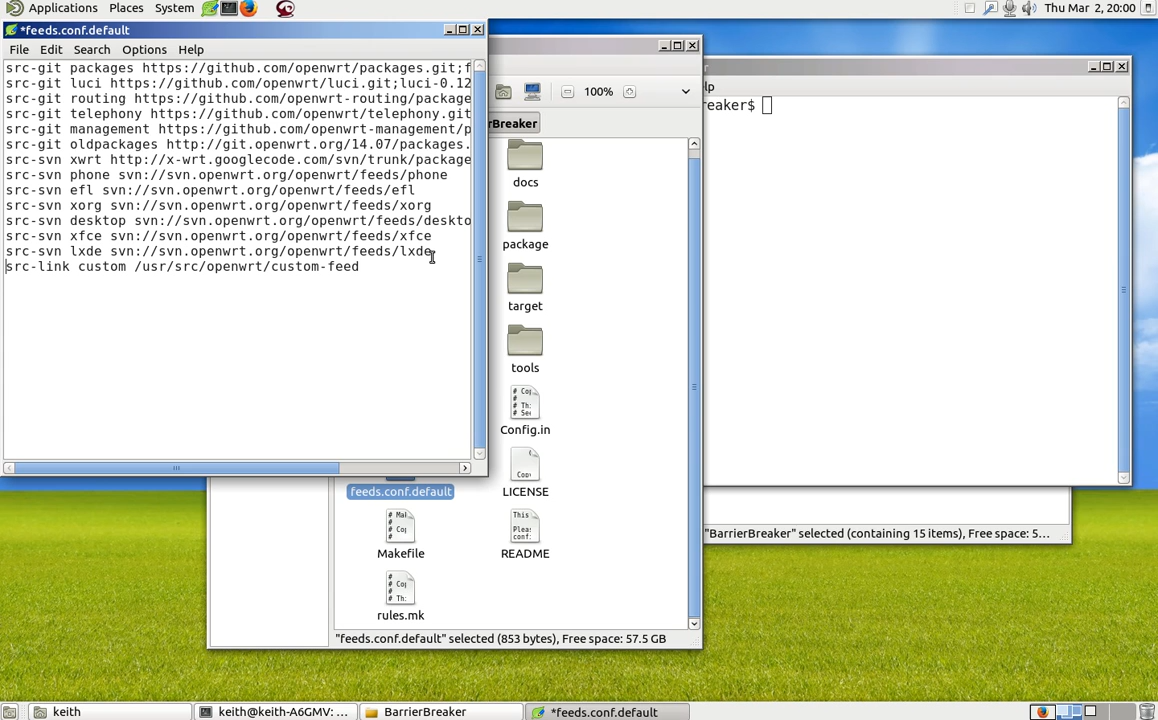 Applications Places System
Thu Mar 2, 20:00
*feeds.conf.default
File Edit Search Options Help
src-git packages https://github.com/openwrt/packages.git;f
src-git luci https://github.com/openwrt/luci.git;luci-0.12
src-git routing https://github.com/openwrt-routing/package
src-git telephony https://github.com/openwrt/telephony.git
src-git management https://github.com/openwrt-management/p
src-git oldpackages http://git.openwrt.org/14.07/packages.
src-svn xwrt http://x-wrt.googlecode.com/svn/trunk/package
src-svn phone svn://svn.openwrt.org/openwrt/feeds/phone
src-svn efl svn://svn.openwrt.org/openwrt/feeds/efl
src-svn xorg svn://svn.openwrt.org/openwrt/feeds/xorg
src-svn desktop svn://svn.openwrt.org/openwrt/feeds/deskto
src-svn xfce svn://svn.openwrt.org/openwrt/feeds/xfce
src-svn lxde svn://svn.openwrt.org/openwrt/feeds/lxde
src-link custom /usr/src/openwrt/custom-feed
100%
rBreaker
docs
package
target
tools
Config.in
feeds.conf.default
LICENSE
Makefile
README
rules.mk
"feeds.conf.default" selected (853 bytes), Free space: 57.5 GB
r
lp
reaker$
"BarrierBreaker" selected (containing 15 items), Free space: 5...
keith
keith@keith-A6GMV: ...
BarrierBreaker
*feeds.conf.default